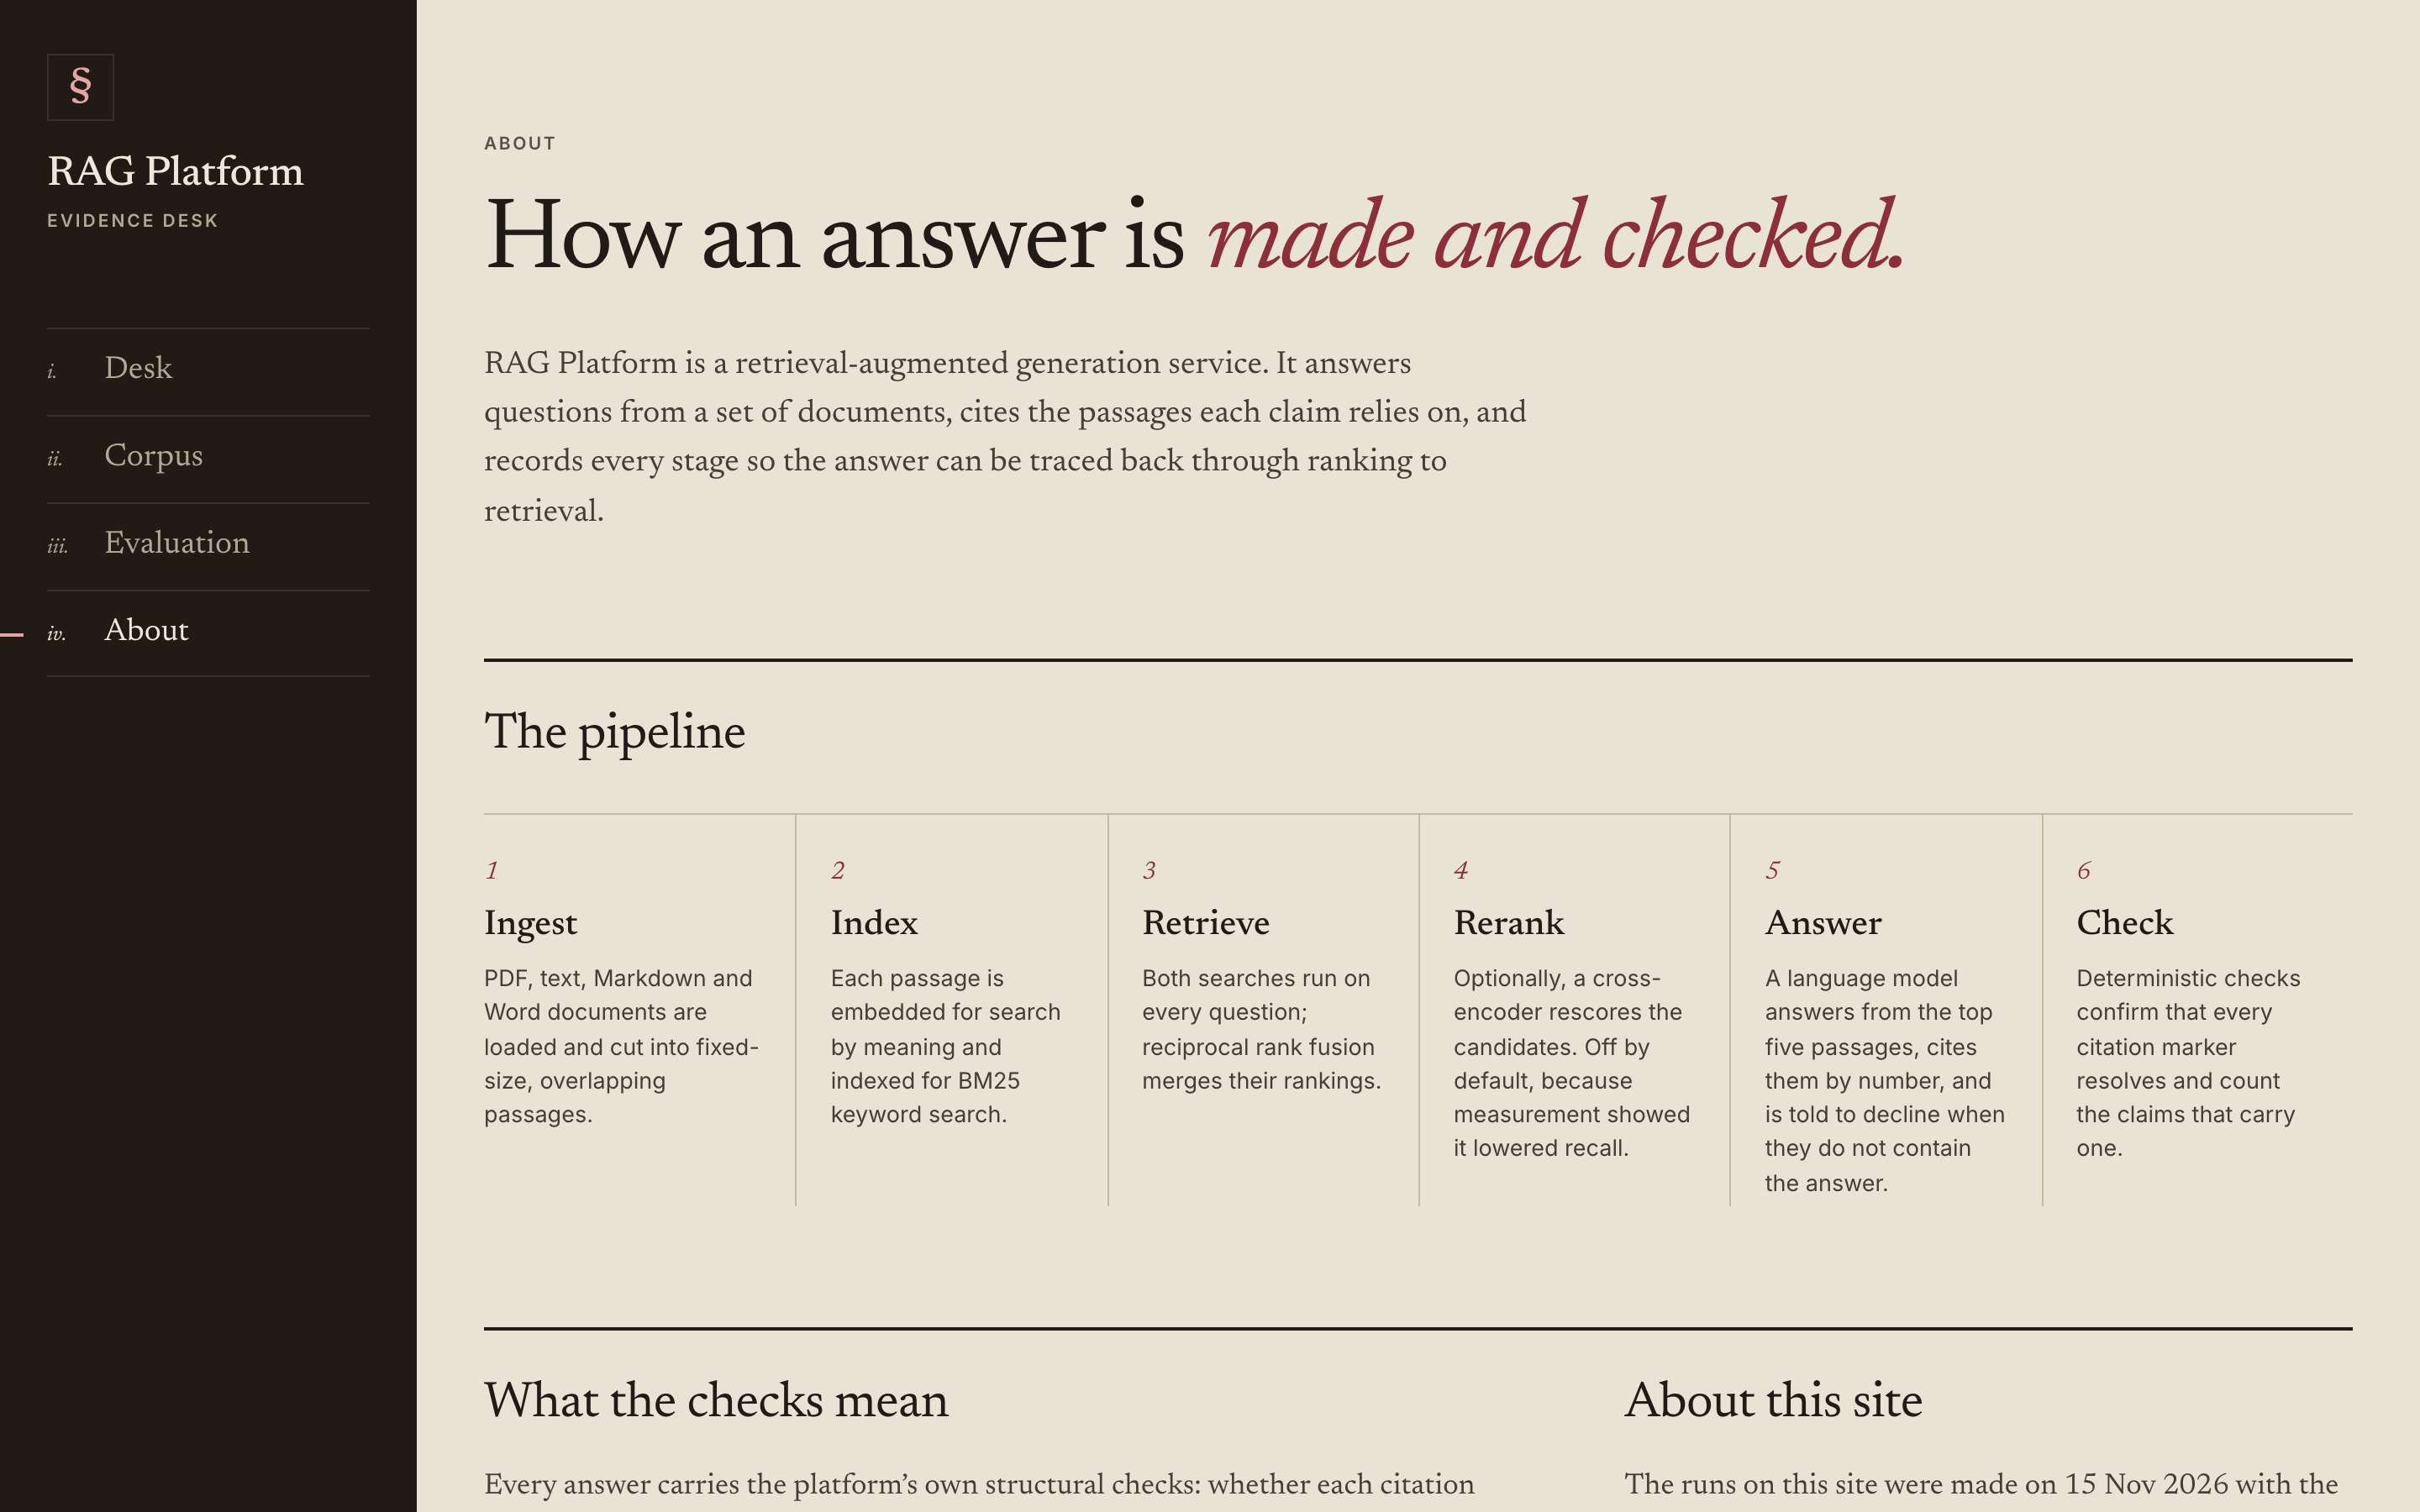 §
RAG Platform
EVIDENCE DESK
i. Desk
ii. Corpus
iii. Evaluation
iv. About
ABOUT
How an answer is made and checked.
RAG Platform is a retrieval-augmented generation service. It answers
questions from a set of documents, cites the passages each claim relies on, and
records every stage so the answer can be traced back through ranking to
retrieval.
The pipeline
1
Ingest
PDF, text, Markdown and
Word documents are
loaded and cut into fixed-
size, overlapping
passages.
2
Index
Each passage is
embedded for search
by meaning and
indexed for BM25
keyword search.
3
Retrieve
Both searches run on
every question;
reciprocal rank fusion
merges their rankings.
4
Rerank
Optionally, a cross-
encoder rescores the
candidates. Off by
default, because
measurement showed
it lowered recall.
5
Answer
A language model
answers from the top
five passages, cites
them by number, and
is told to decline when
they do not contain
the answer.
6
Check
Deterministic checks
confirm that every
citation marker
resolves and count
the claims that carry
one.
What the checks mean
Every answer carries the platform’s own structural checks: whether each citation
About this site
The runs on this site were made on 15 Nov 2026 with the